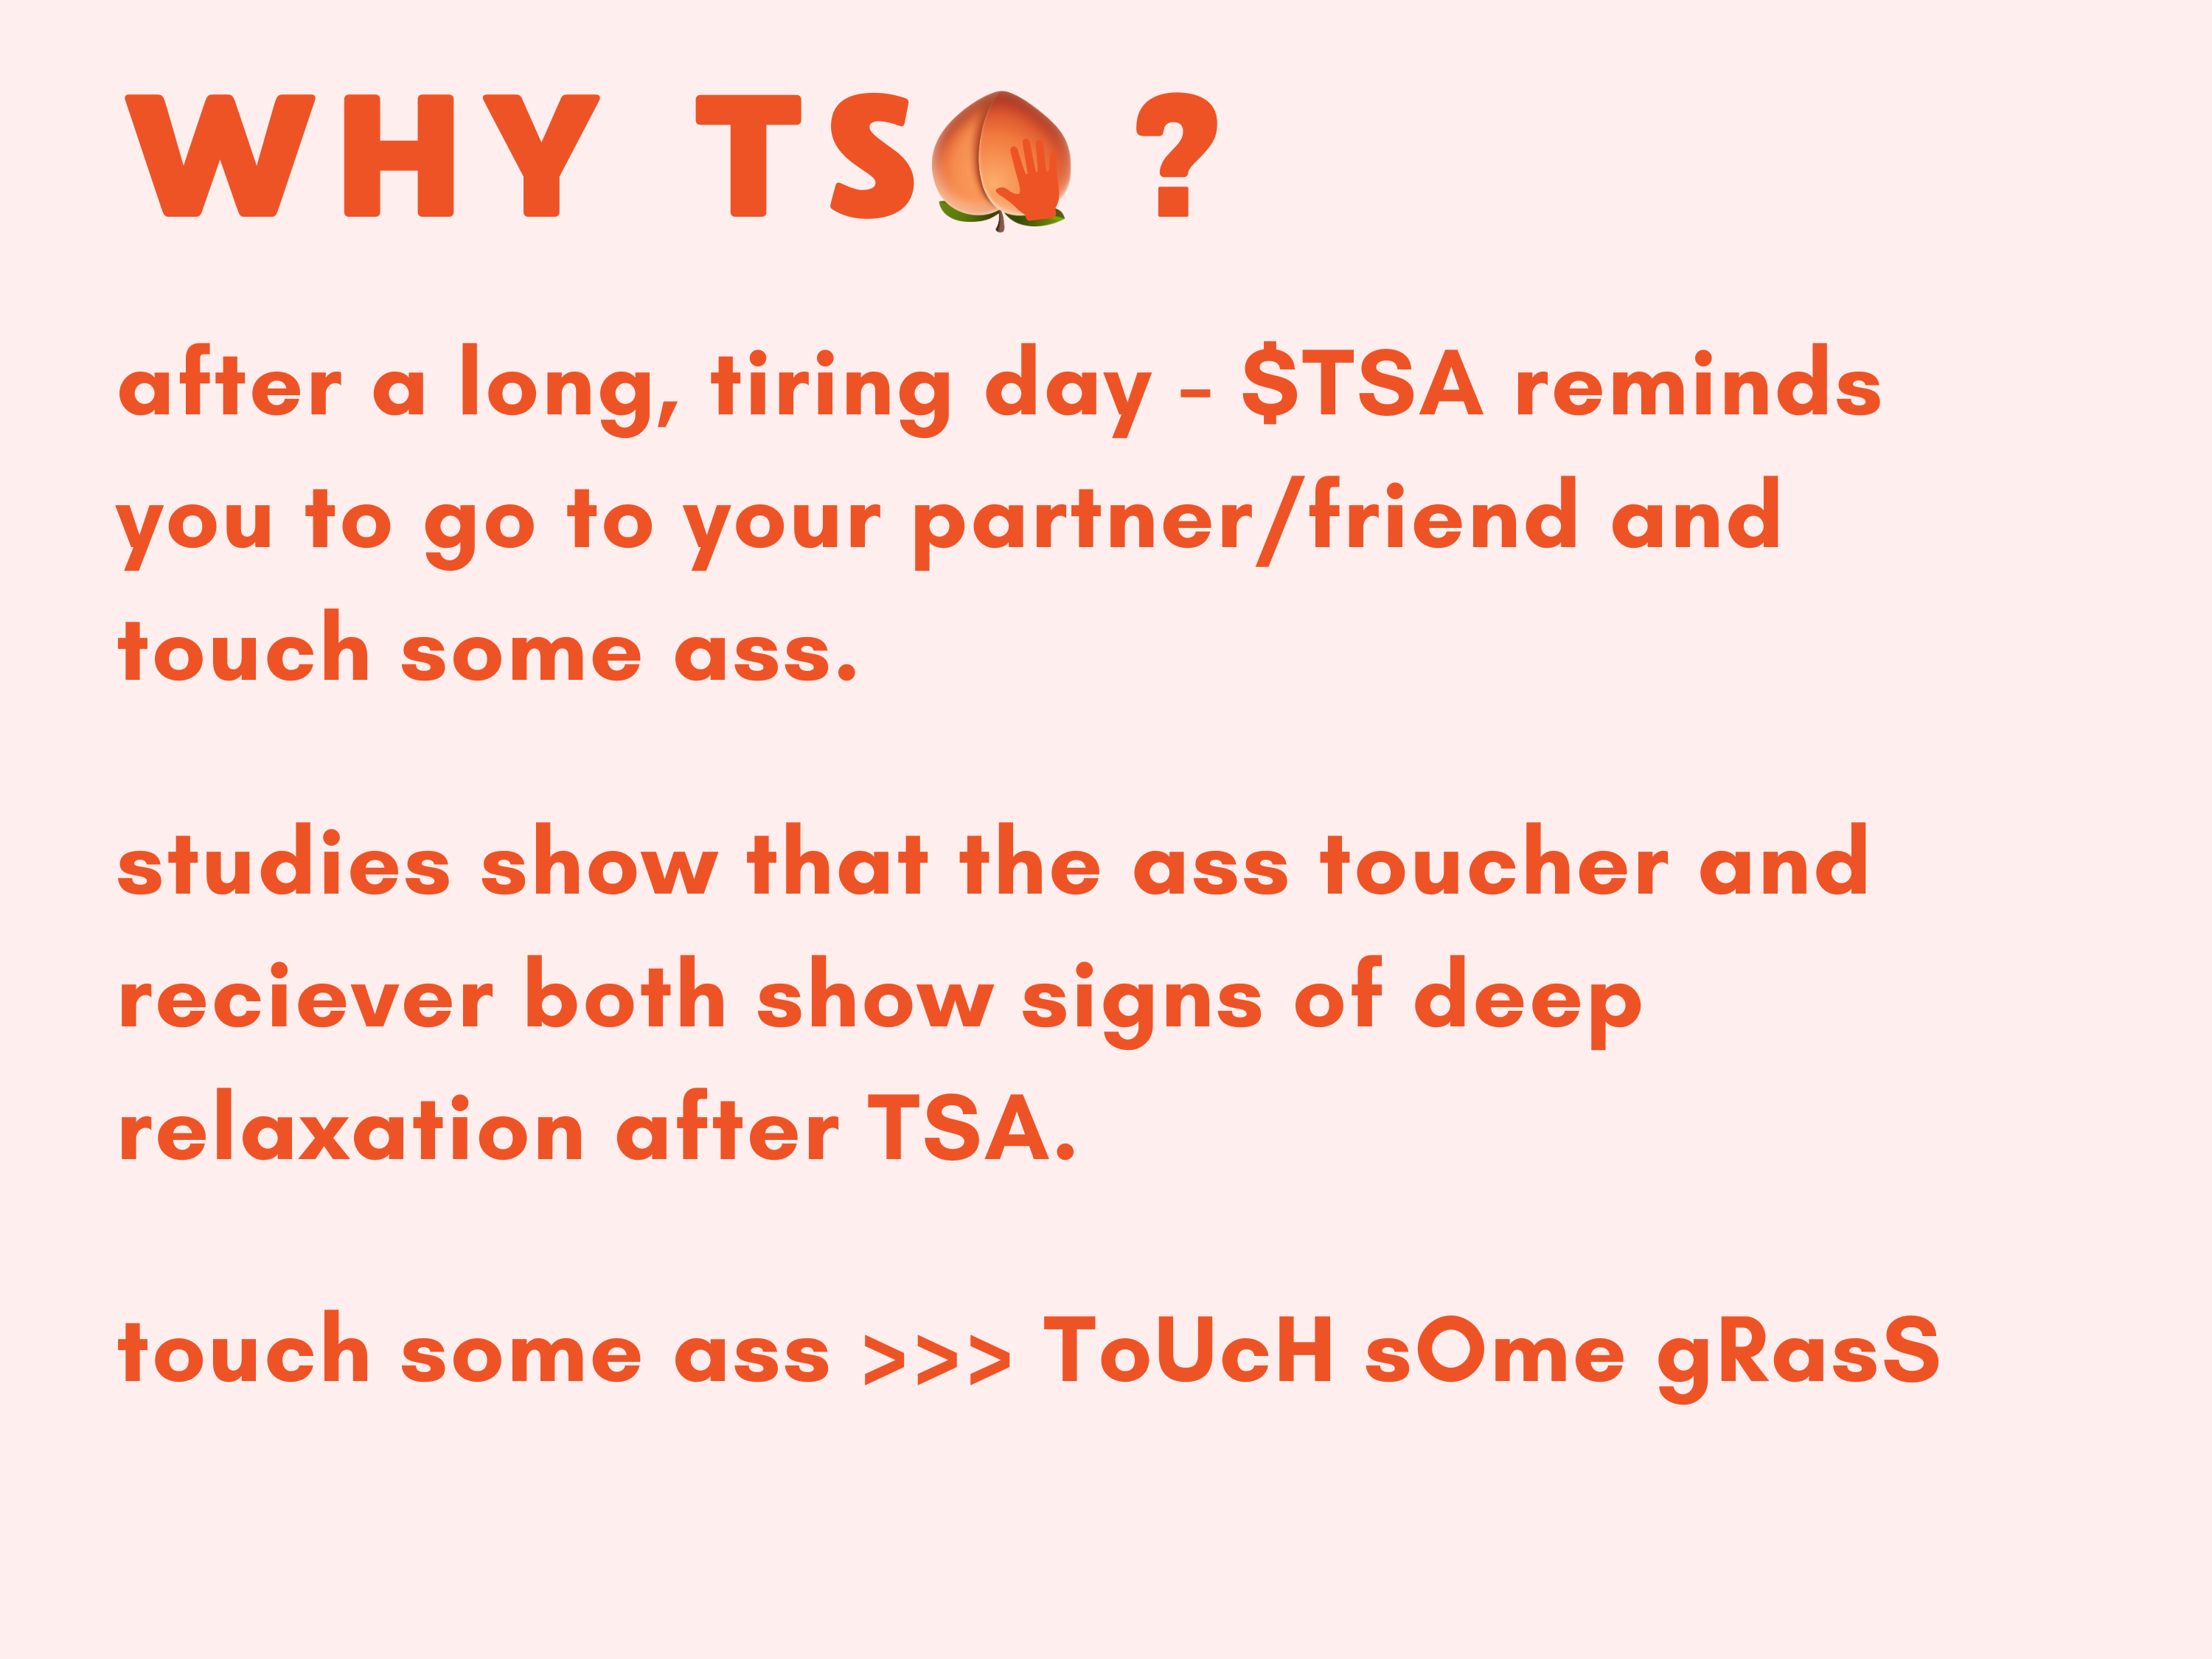 WHY TS🍑 ?
after a long, tiring day – $TSA reminds
you to go to your partner/friend and
touch some ass.
studies show that the ass toucher and
reciever both show signs of deep
relaxation after TSA.
touch some ass >>> ToUcH sOme gRasS